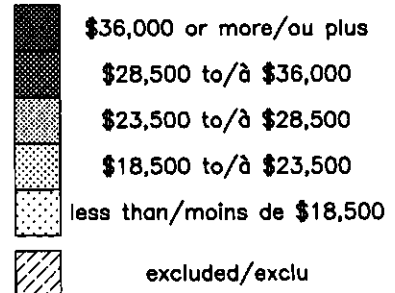 $36,000 or more/ou plus
$28,500 to/à $36,000
$23,500 to/à $28,500
$18,500 to/à $23,500
less than/moins de $18,500
excluded/exclu